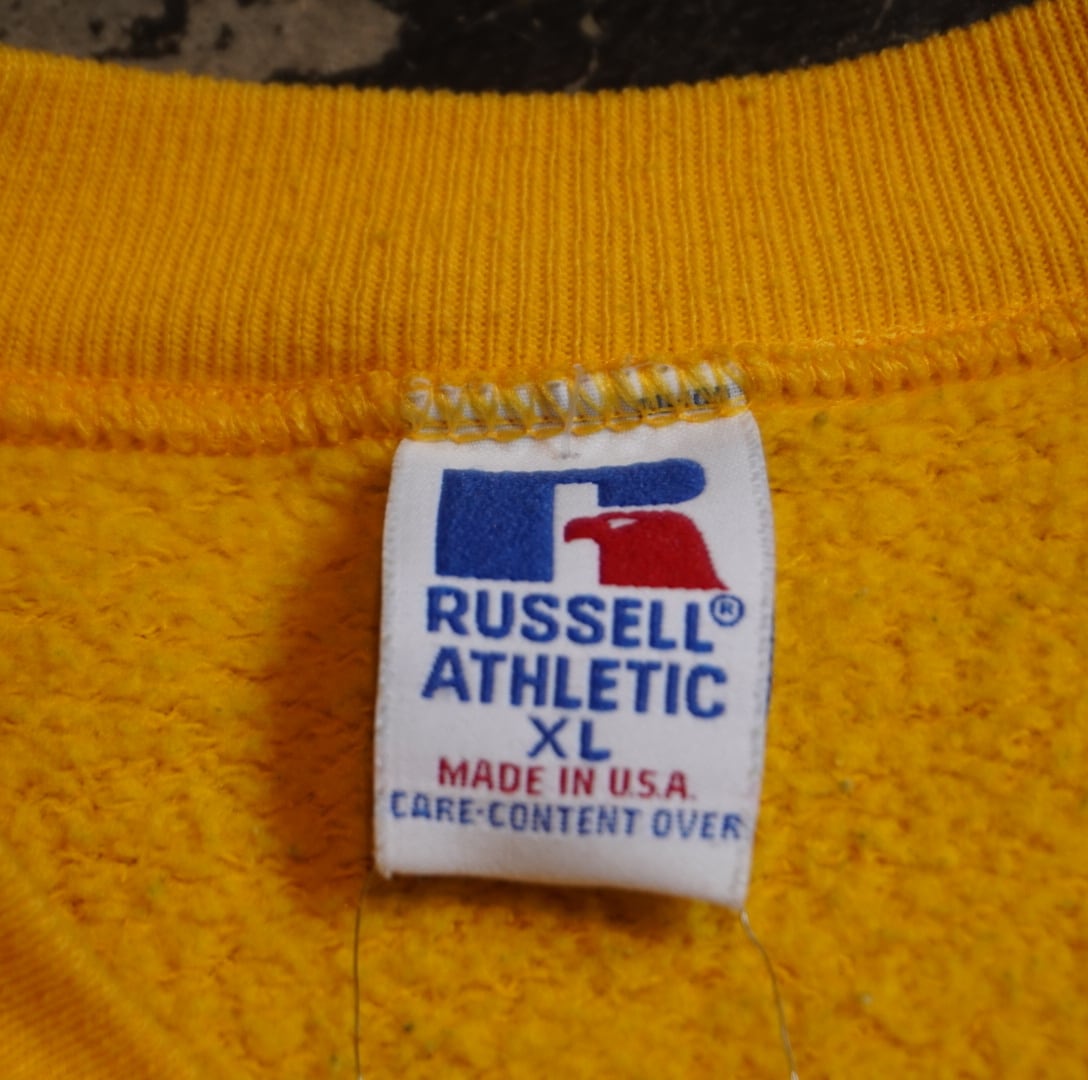 RUSSELL®
ATHLETIC
XL
MADE IN U.S.A.
CARE-CONTENT OVER